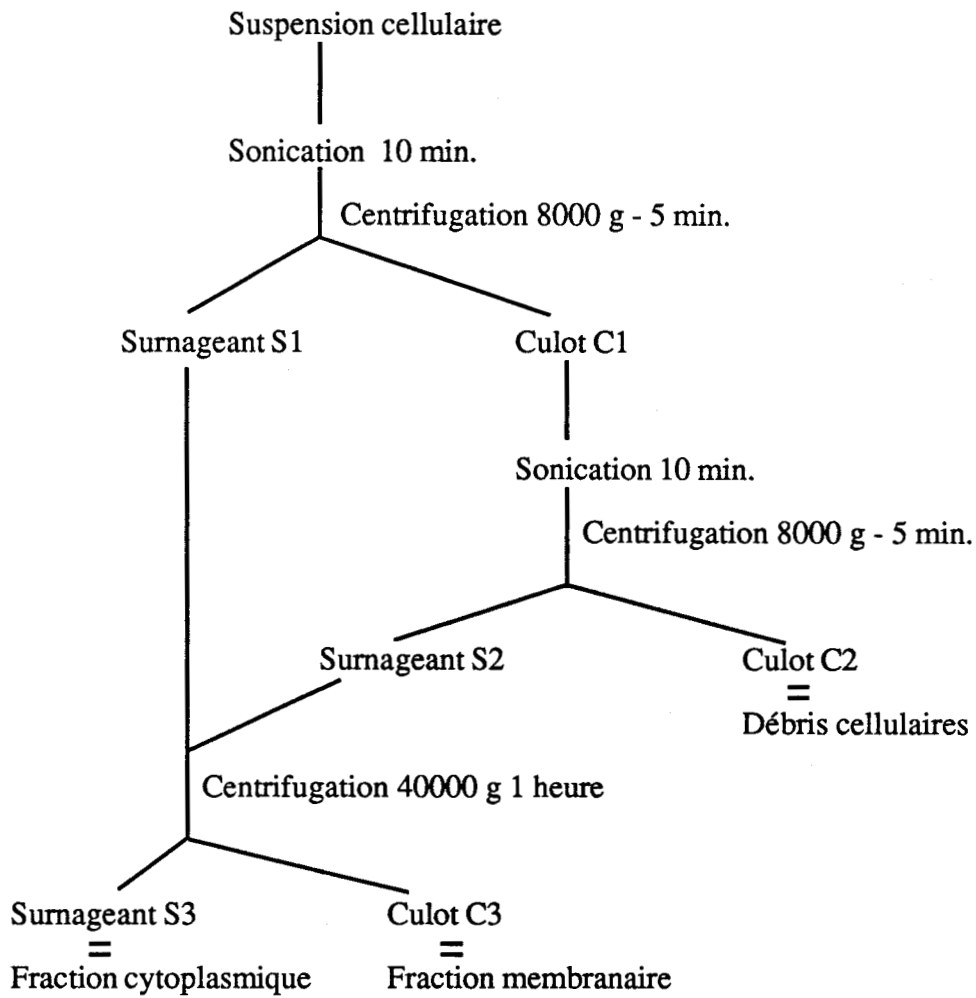 Suspension cellulaire
Sonication 10 min.
Centrifugation 8000 g - 5 min.
Surnageant S1
Culot C1
Sonication 10 min.
Centrifugation 8000 g - 5 min.
Surnageant S2
Culot C2
=
Débris cellulaires
Centrifugation 40000 g 1 heure
Surnageant S3
Culot C3
=
=
Fraction cytoplasmique
Fraction membranaire